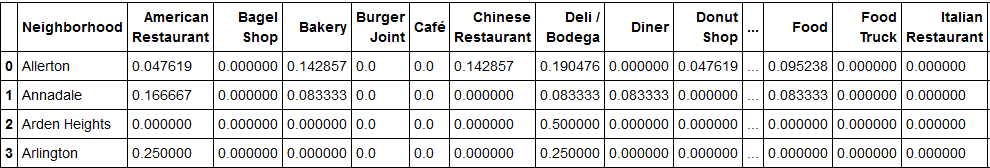 Neighborhood American Restaurant Bagel Shop Bakery Burger Joint Café Chinese Restaurant Deli / Bodega Diner Donut Shop ... Food Food Truck Italian Restaurant
0 Allerton 0.047619 0.000000 0.142857 0.0 0.0 0.142857 0.190476 0.000000 0.047619 ... 0.095238 0.000000 0.000000
1 Annadale 0.166667 0.000000 0.083333 0.0 0.0 0.000000 0.083333 0.083333 0.000000 ... 0.083333 0.000000 0.000000
2 Arden Heights 0.000000 0.000000 0.000000 0.0 0.0 0.000000 0.500000 0.000000 0.000000 ... 0.000000 0.000000 0.000000
3 Arlington 0.250000 0.000000 0.000000 0.0 0.0 0.000000 0.250000 0.000000 0.000000 ... 0.000000 0.000000 0.000000